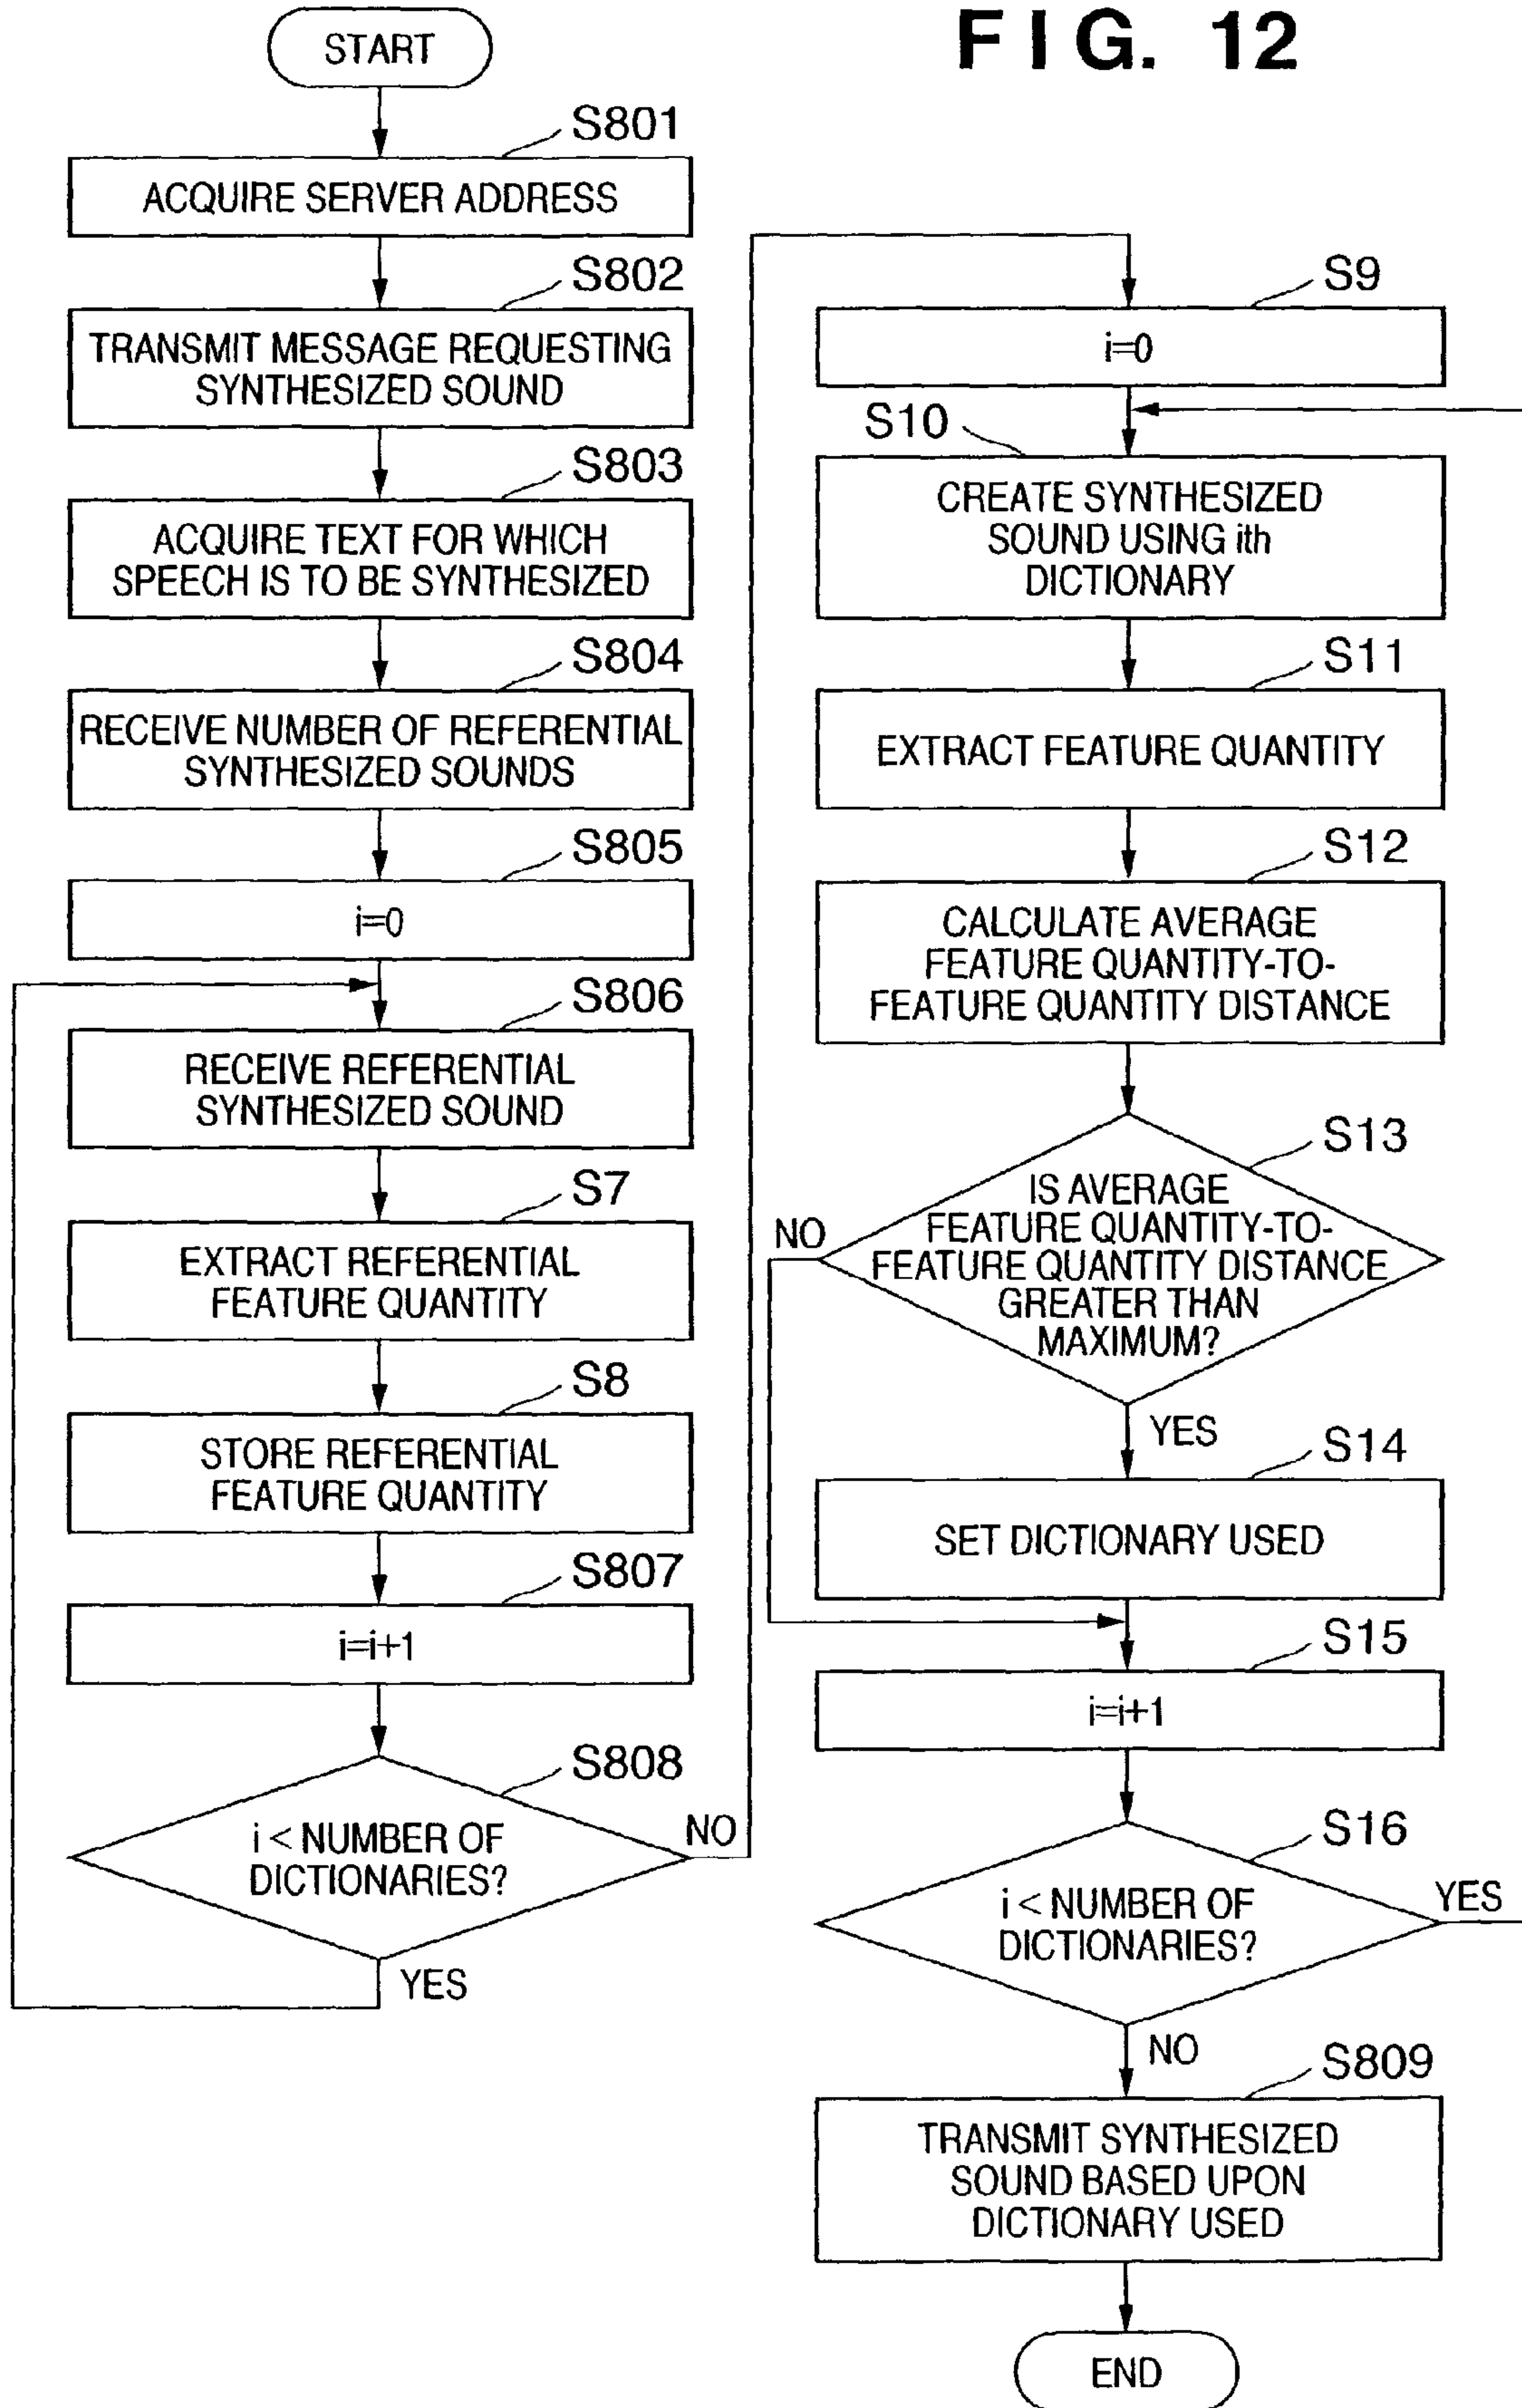 FIG. 12
START
S801
ACQUIRE SERVER ADDRESS
S802
TRANSMIT MESSAGE REQUESTING
SYNTHESIZED SOUND
S803
ACQUIRE TEXT FOR WHICH
SPEECH IS TO BE SYNTHESIZED
S804
RECEIVE NUMBER OF REFERENTIAL
SYNTHESIZED SOUNDS
S805
i=0
S806
RECEIVE REFERENTIAL
SYNTHESIZED SOUND
S7
EXTRACT REFERENTIAL
FEATURE QUANTITY
S8
STORE REFERENTIAL
FEATURE QUANTITY
S807
i=i+1
S808
i < NUMBER OF
DICTIONARIES?
NO
YES
S9
i=0
S10
CREATE SYNTHESIZED
SOUND USING ith
DICTIONARY
S11
EXTRACT FEATURE QUANTITY
S12
CALCULATE AVERAGE
FEATURE QUANTITY-TO-
FEATURE QUANTITY DISTANCE
S13
IS AVERAGE
FEATURE QUANTITY-TO-
FEATURE QUANTITY DISTANCE
GREATER THAN
MAXIMUM?
NO
YES
S14
SET DICTIONARY USED
S15
i=i+1
S16
i < NUMBER OF
DICTIONARIES?
YES
NO
S809
TRANSMIT SYNTHESIZED
SOUND BASED UPON
DICTIONARY USED
END